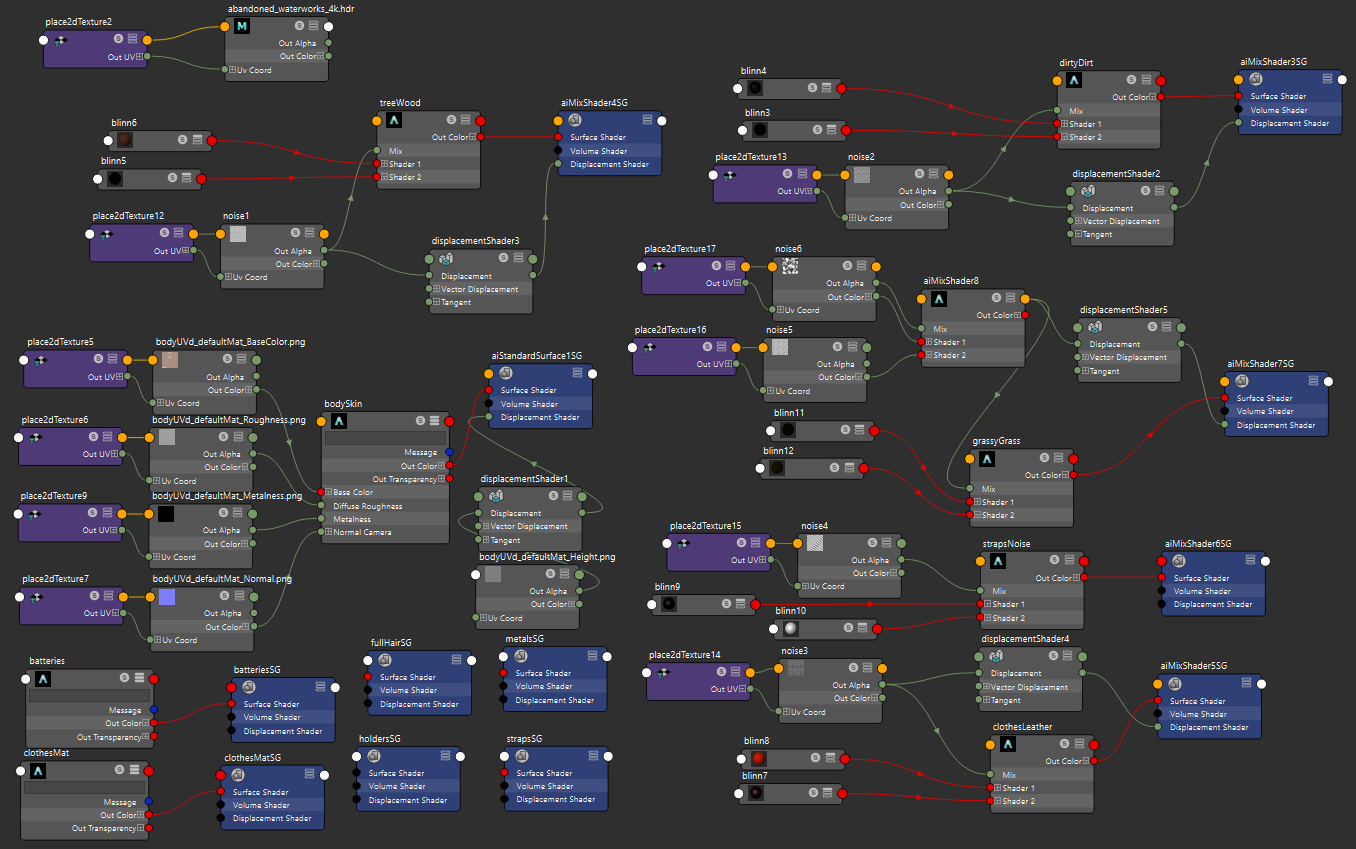 place2dTexture2
Out UV
abandoned_waterworks_4k.hdr
Out Alpha
Out Color
Uv Coord
blinn6
blinn5
treeWood
Out Color
Mix
Shader 1
Shader 2
aiMixShader4SG
Surface Shader
Volume Shader
Displacement Shader
place2dTexture12
Out UV
noise1
Out Alpha
Out Color
Uv Coord
displacementShader3
Displacement
Vector Displacement
Tangent
place2dTexture5
Out UV
bodyUVd_defaultMat_BaseColor.png
Out Alpha
Out Color
Uv Coord
place2dTexture6
Out UV
bodyUVd_defaultMat_Roughness.png
Out Alpha
Out Color
Uv Coord
place2dTexture9
Out UV
bodyUVd_defaultMat_Metalness.png
Out Alpha
Out Color
Uv Coord
place2dTexture7
Out UV
bodyUVd_defaultMat_Normal.png
Out Alpha
Out Color
Uv Coord
bodySkin
Message
Out Color
Out Transparency
Base Color
Diffuse Roughness
Metalness
Normal Camera
aiStandardSurface1SG
Surface Shader
Volume Shader
Displacement Shader
displacementShader1
Displacement
Vector Displacement
Tangent
bodyUVd_defaultMat_Height.png
Out Alpha
Out Color
Uv Coord
batteries
Message
Out Color
Out Transparency
batteriesSG
Surface Shader
Volume Shader
Displacement Shader
clothesMat
Message
Out Color
Out Transparency
clothesMatSG
Surface Shader
Volume Shader
Displacement Shader
fullHairSG
Surface Shader
Volume Shader
Displacement Shader
metalsSG
Surface Shader
Volume Shader
Displacement Shader
holdersSG
Surface Shader
Volume Shader
Displacement Shader
strapsSG
Surface Shader
Volume Shader
Displacement Shader
blinn4
blinn3
dirtyDirt
Out Color
Mix
Shader 1
Shader 2
aiMixShader3SG
Surface Shader
Volume Shader
Displacement Shader
place2dTexture13
Out UV
noise2
Out Alpha
Out Color
Uv Coord
displacementShader2
Displacement
Vector Displacement
Tangent
place2dTexture17
Out UV
noise6
Out Alpha
Out Color
Uv Coord
place2dTexture16
Out UV
noise5
Out Alpha
Out Color
Uv Coord
aiMixShader8
Out Color
Mix
Shader 1
Shader 2
displacementShader5
Displacement
Vector Displacement
Tangent
aiMixShader7SG
Surface Shader
Volume Shader
Displacement Shader
blinn11
blinn12
grassyGrass
Out Color
Mix
Shader 1
Shader 2
place2dTexture15
Out UV
noise4
Out Alpha
Out Color
Uv Coord
blinn9
blinn10
strapsNoise
Out Color
Mix
Shader 1
Shader 2
aiMixShader6SG
Surface Shader
Volume Shader
Displacement Shader
place2dTexture14
Out UV
noise3
Out Alpha
Out Color
Uv Coord
displacementShader4
Displacement
Vector Displacement
Tangent
aiMixShader5SG
Surface Shader
Volume Shader
Displacement Shader
blinn8
blinn7
clothesLeather
Out Color
Mix
Shader 1
Shader 2